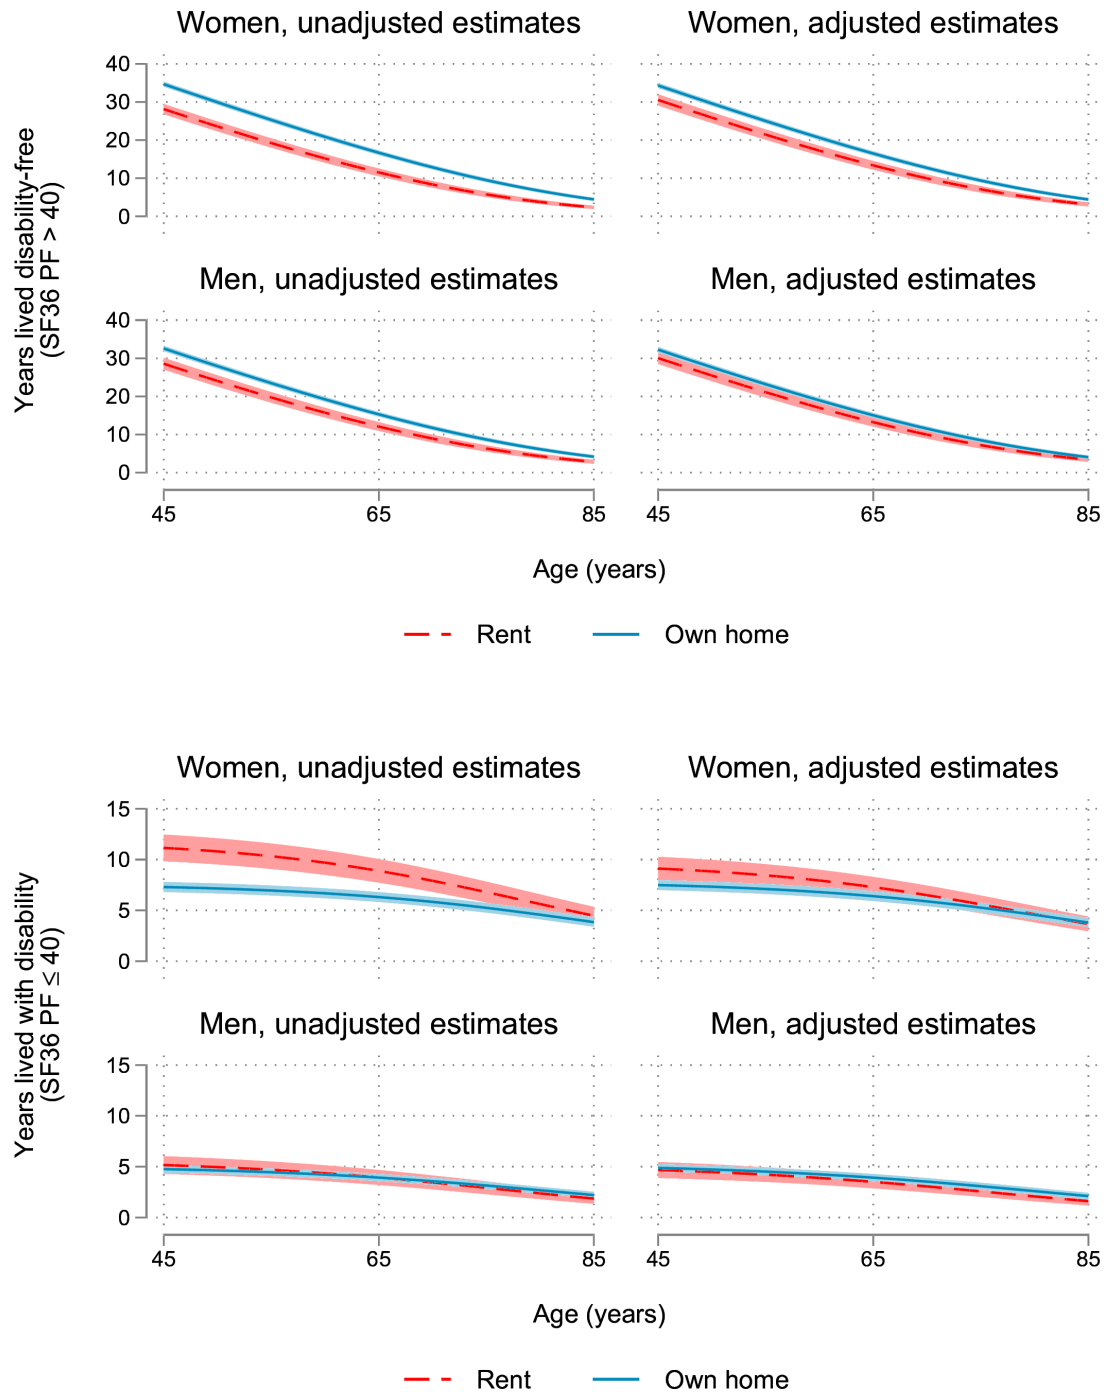 Women, unadjusted estimates
Women, adjusted estimates
40
30
20
10
0
Men, unadjusted estimates
Men, adjusted estimates
40
30
20
10
0
Years lived disability-free
(SF36 PF > 40)
45
65
85
45
65
85
Age (years)
Rent
Own home
Women, unadjusted estimates
Women, adjusted estimates
15
10
5
0
Men, unadjusted estimates
Men, adjusted estimates
15
10
5
0
Years lived with disability
(SF36 PF ≤ 40)
45
65
85
45
65
85
Age (years)
Rent
Own home